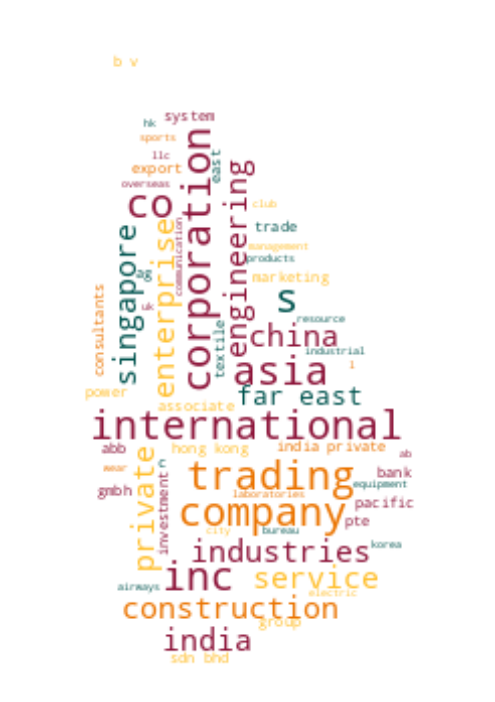 b v
system
hk
sports
llc
export
overseas
co
corporation
east
engineering
club
trade
management
products
communication
enterprise
singapore
ag
uk
consultants
marketing
s
resource
textile
china
industrial
asia
i
power
far east
associate
international
abb
hong kong
india private
ab
wear
c
private
trading
bank
equipment
gmbh
investment
laboratories
company
pacific
pte
city
bureau
industries
korea
airways
inc
service
electric
construction
group
india
sdn bhd